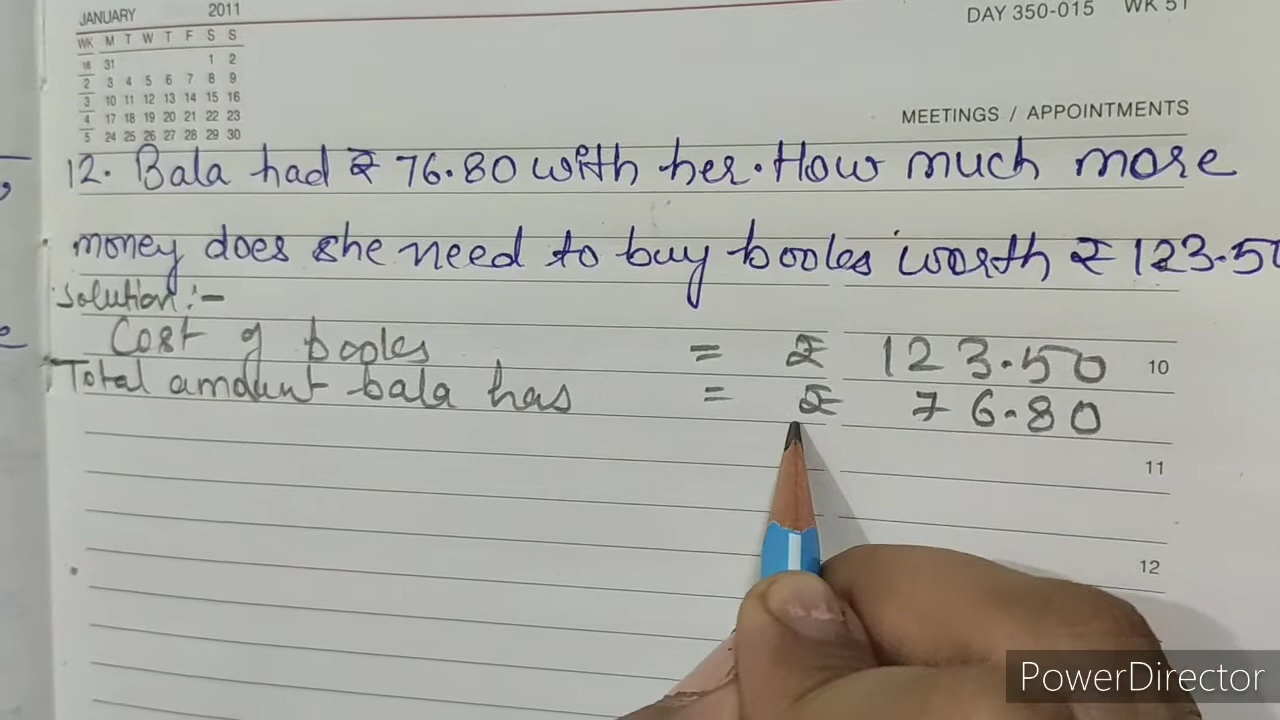 JANUARY 2011
WK M T W T F S S
31 1 2
2 3 4 5 6 7 8 9
3 10 11 12 13 14 15 16
4 17 18 19 20 21 22 23
5 24 25 26 27 28 29 30
DAY 350-015 WK 51
MEETINGS / APPOINTMENTS
12. Bala had ₹ 76.80 with her. How much more
money does she need to buy books worth ₹ 123.50
Solution :-
Cost of books = ₹ 123.50
10
Total amount bala has = ₹ 76.80
11
12
PowerDirector